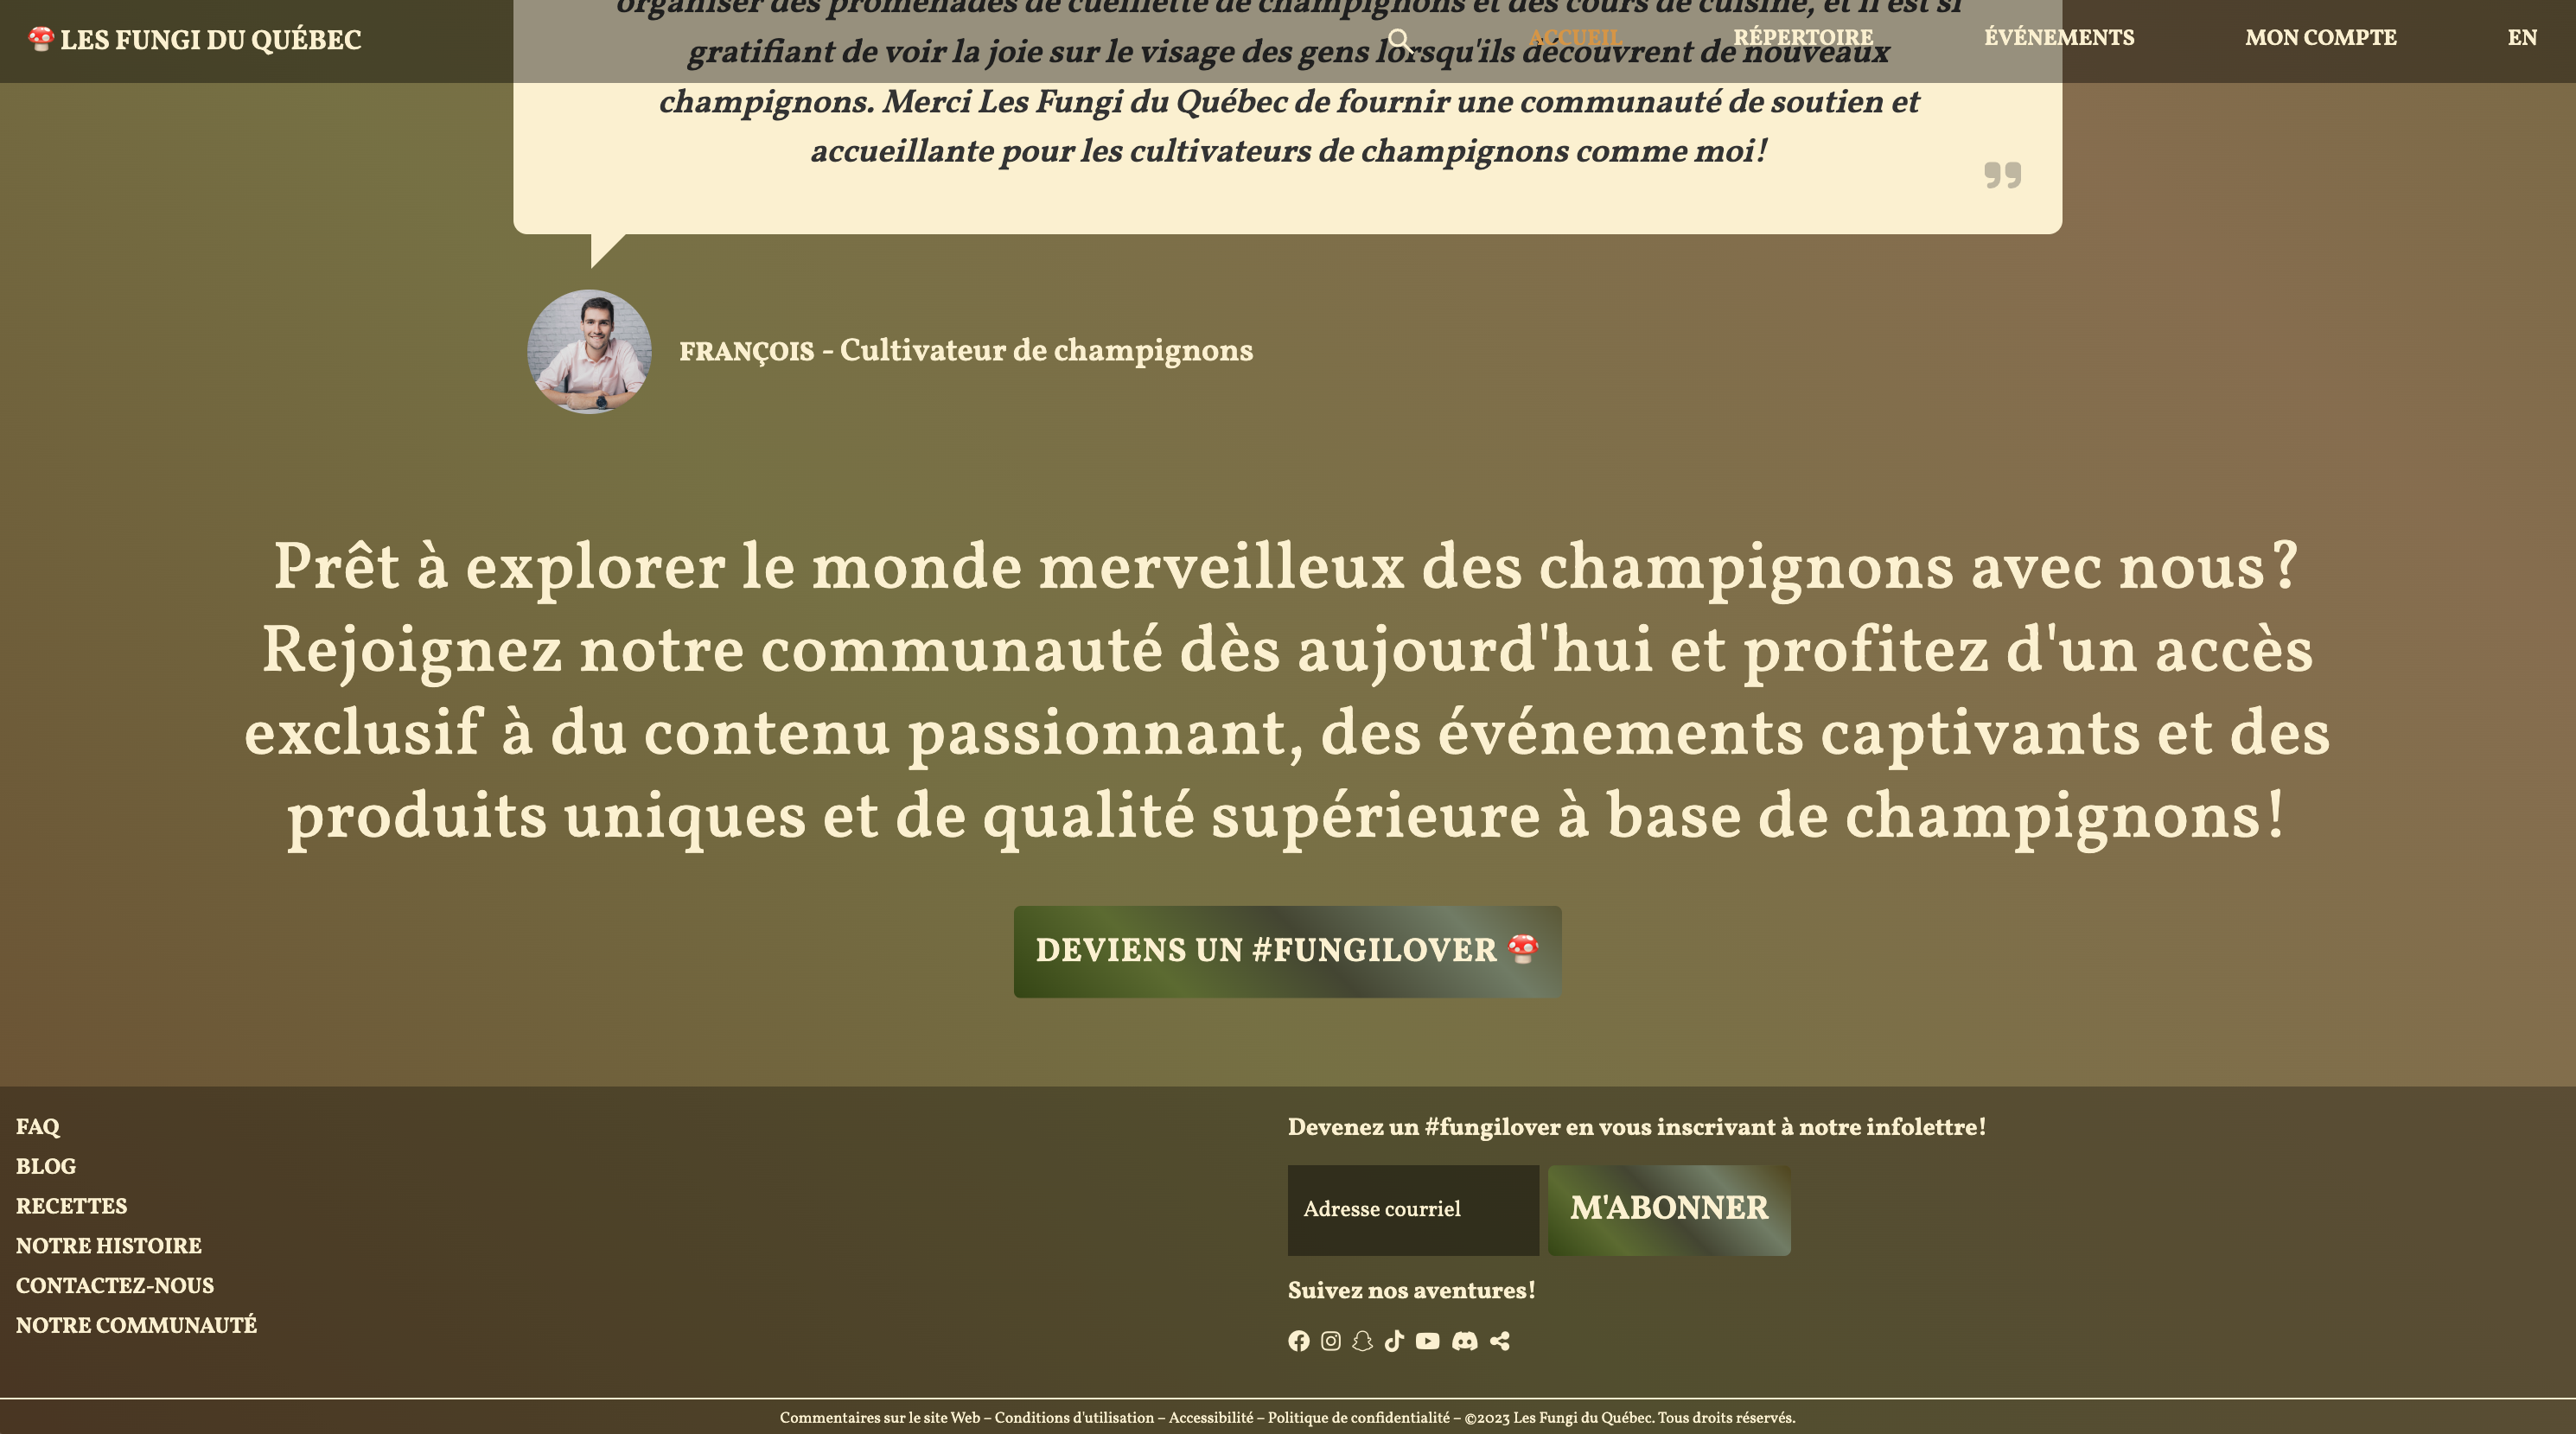 organiser des promenades de cueillette de champignons et des cours de cuisine, et il est si
LES FUNGI DU QUÉBEC
ACCUEIL
RÉPERTOIRE
ÉVÉNEMENTS
MON COMPTE
EN
gratifiant de voir la joie sur le visage des gens lorsqu'ils découvrent de nouveaux
champignons. Merci Les Fungi du Québec de fournir une communauté de soutien et
accueillante pour les cultivateurs de champignons comme moi!
FRANÇOIS - Cultivateur de champignons
Prêt à explorer le monde merveilleux des champignons avec nous?
Rejoignez notre communauté dès aujourd'hui et profitez d'un accès
exclusif à du contenu passionnant, des événements captivants et des
produits uniques et de qualité supérieure à base de champignons!
DEVIENS UN #FUNGILOVER
FAQ
BLOG
RECETTES
NOTRE HISTOIRE
CONTACTEZ-NOUS
NOTRE COMMUNAUTÉ
Devenez un #fungilover en vous inscrivant à notre infolettre!
Adresse courriel
M'ABONNER
Suivez nos aventures!
Commentaires sur le site Web – Conditions d'utilisation – Accessibilité – Politique de confidentialité – ©2023 Les Fungi du Québec. Tous droits réservés.